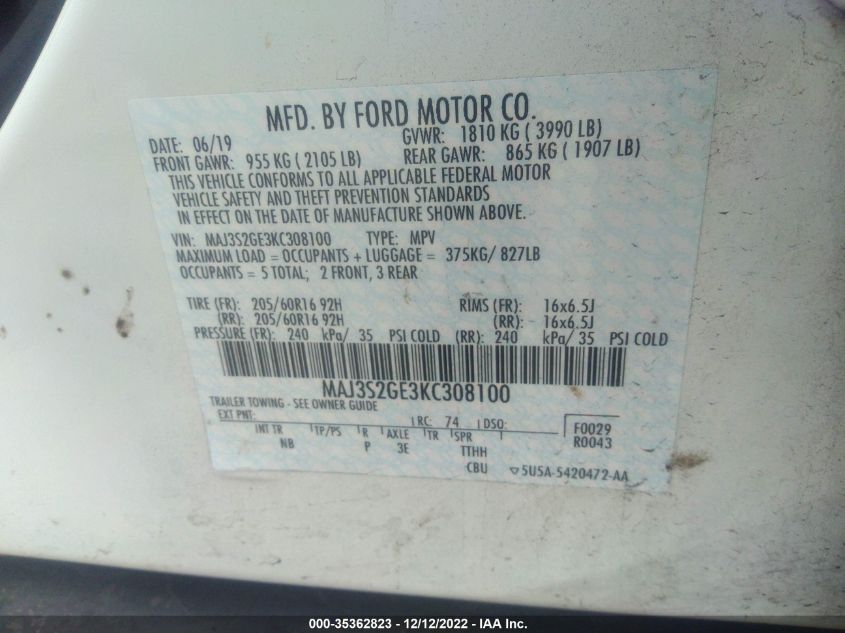 MFD. BY FORD MOTOR CO.
DATE: 06/19 GVWR: 1810 KG ( 3990 LB)
FRONT GAWR: 955 KG ( 2105 LB) REAR GAWR: 865 KG ( 1907 LB)
THIS VEHICLE CONFORMS TO ALL APPLICABLE FEDERAL MOTOR
VEHICLE SAFETY AND THEFT PREVENTION STANDARDS
IN EFFECT ON THE DATE OF MANUFACTURE SHOWN ABOVE.
VIN: MAJ3S2GE3KC308100 TYPE: MPV
MAXIMUM LOAD = OCCUPANTS + LUGGAGE = 375KG/ 827LB
OCCUPANTS = 5 TOTAL; 2 FRONT, 3 REAR
TIRE (FR): 205/60R16 92H RIMS (FR): 16x6.5J
(RR): 205/60R16 92H (RR): 16x6.5J
PRESSURE (FR): 240 kPa/ 35 PSI COLD (RR): 240 kPa/ 35 PSI COLD
MAJ3S2GE3KC308100
TRAILER TOWING - SEE OWNER GUIDE
EXT PNT: RC: 74 DSO: F0029
INT TR TP/PS R AXLE TR SPR R0043
NB P 3E TTHH
CBU 5U5A-5420472-AA
000-35362823 - 12/12/2022 - IAA Inc.